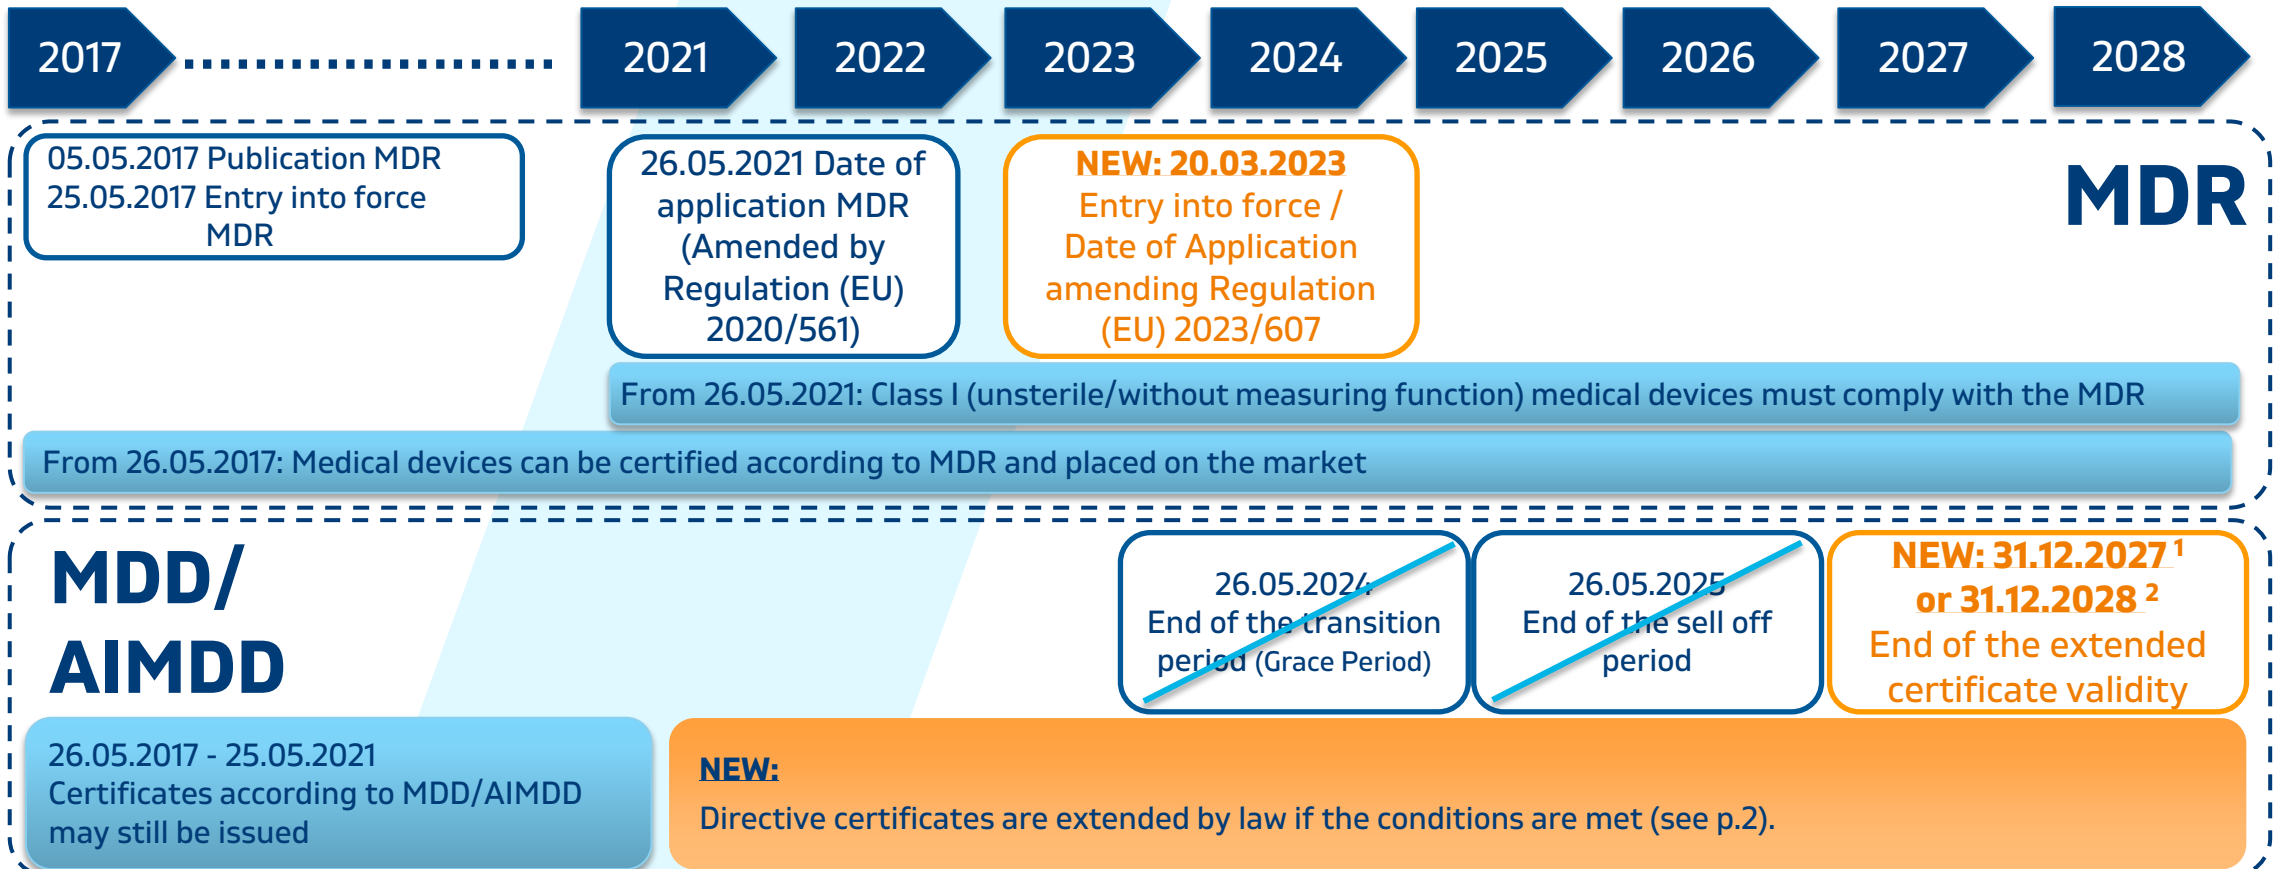 2017
2021
2022
2023
2024
2025
2026
2027
2028
05.05.2017 Publication MDR
25.05.2017 Entry into force
MDR
26.05.2021 Date of
application MDR
(Amended by
Regulation (EU)
2020/561)
NEW: 20.03.2023
Entry into force /
Date of Application
amending Regulation
(EU) 2023/607
MDR
From 26.05.2021: Class I (unsterile/without measuring function) medical devices must comply with the MDR
From 26.05.2017: Medical devices can be certified according to MDR and placed on the market
MDD/
AIMDD
26.05.2024
End of the transition
period (Grace Period)
26.05.2025
End of the sell off
period
NEW: 31.12.2027 1
or 31.12.2028 2
End of the extended
certificate validity
26.05.2017 - 25.05.2021
Certificates according to MDD/AIMDD
may still be issued
NEW:
Directive certificates are extended by law if the conditions are met (see p.2).